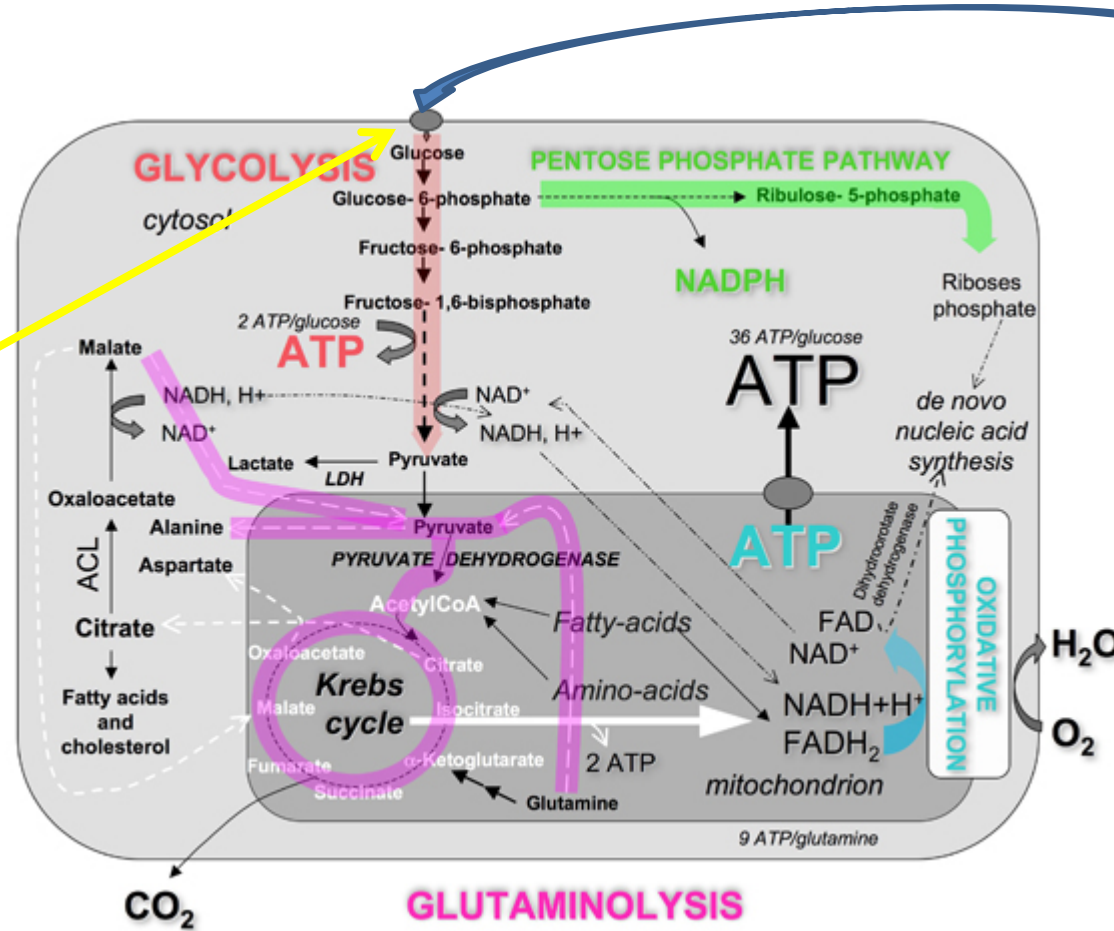 GLYCOLYSIS
cytosol
Glucose
Glucose- 6-phosphate
Fructose- 6-phosphate
Fructose- 1,6-bisphosphate
2 ATP/glucose
ATP
PENTOSE PHOSPHATE PATHWAY
Ribulose- 5-phosphate
NADPH
Riboses
phosphate
de novo
nucleic acid
synthesis
36 ATP/glucose
ATP
Malate
NADH, H+
NAD⁺
NAD⁺
NADH, H+
Lactate
LDH
Pyruvate
Oxaloacetate
ACL
Citrate
Fatty acids
and
cholesterol
Alanine
Aspartate
Pyruvate
PYRUVATE DEHYDROGENASE
AcetylCoA
Fatty-acids
Amino-acids
Oxaloacetate
Citrate
Krebs
cycle
Malate
Isocitrate
Fumarate
α-Ketoglutarate
Succinate
Glutamine
2 ATP
ATP
Dihydroorotate
dehydrogenase
FAD
NAD⁺
NADH+H⁺
FADH₂
mitochondrion
OXIDATIVE
PHOSPHORYLATION
H₂O
O₂
9 ATP/glutamine
CO₂
GLUTAMINOLYSIS